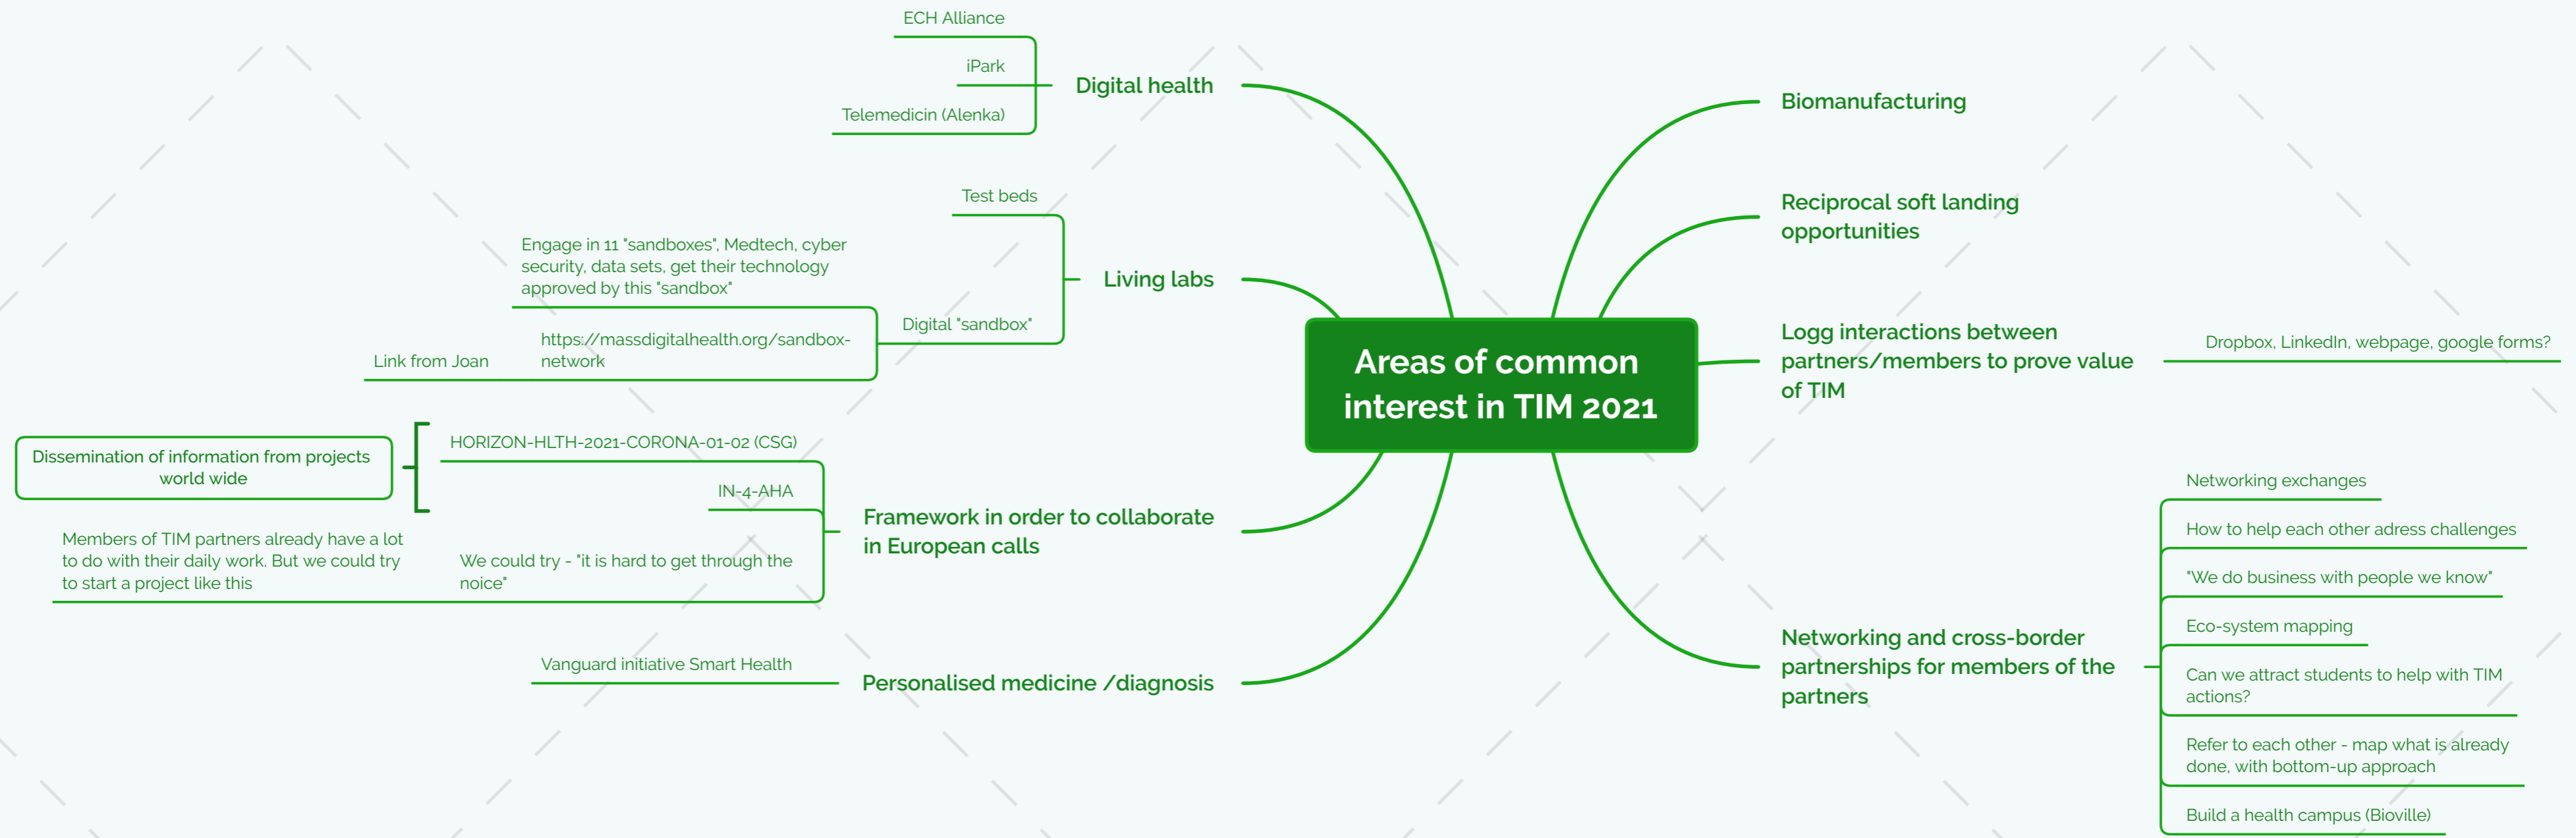 Areas of common
interest in TIM 2021
Digital health
ECH Alliance
iPark
Telemedicin (Alenka)
Living labs
Test beds
Digital "sandbox"
Engage in 11 "sandboxes", Medtech, cyber
security, data sets, get their technology
approved by this "sandbox"
https://massdigitalhealth.org/sandbox-
network
Link from Joan
Framework in order to collaborate
in European calls
HORIZON-HLTH-2021-CORONA-01-02 (CSG)
IN-4-AHA
Dissemination of information from projects
world wide
We could try - "it is hard to get through the
noice"
Members of TIM partners already have a lot
to do with their daily work. But we could try
to start a project like this
Personalised medicine /diagnosis
Vanguard initiative Smart Health
Biomanufacturing
Reciprocal soft landing
opportunities
Logg interactions between
partners/members to prove value
of TIM
Dropbox, LinkedIn, webpage, google forms?
Networking and cross-border
partnerships for members of the
partners
Networking exchanges
How to help each other adress challenges
"We do business with people we know"
Eco-system mapping
Can we attract students to help with TIM
actions?
Refer to each other - map what is already
done, with bottom-up approach
Build a health campus (Bioville)